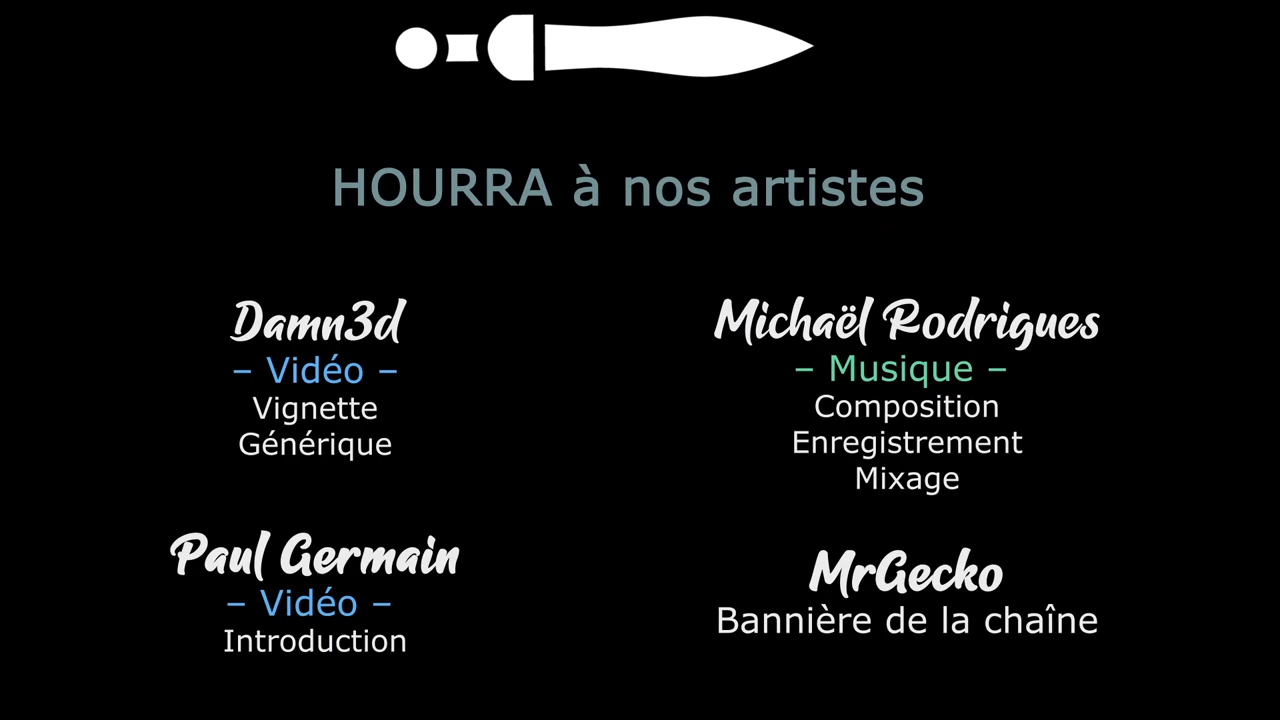 HOURRA à nos artistes
Damn3d
– Vidéo –
Vignette
Générique
Michaël Rodrigues
– Musique –
Composition
Enregistrement
Mixage
Paul Germain
– Vidéo –
Introduction
MrGecko
Bannière de la chaîne